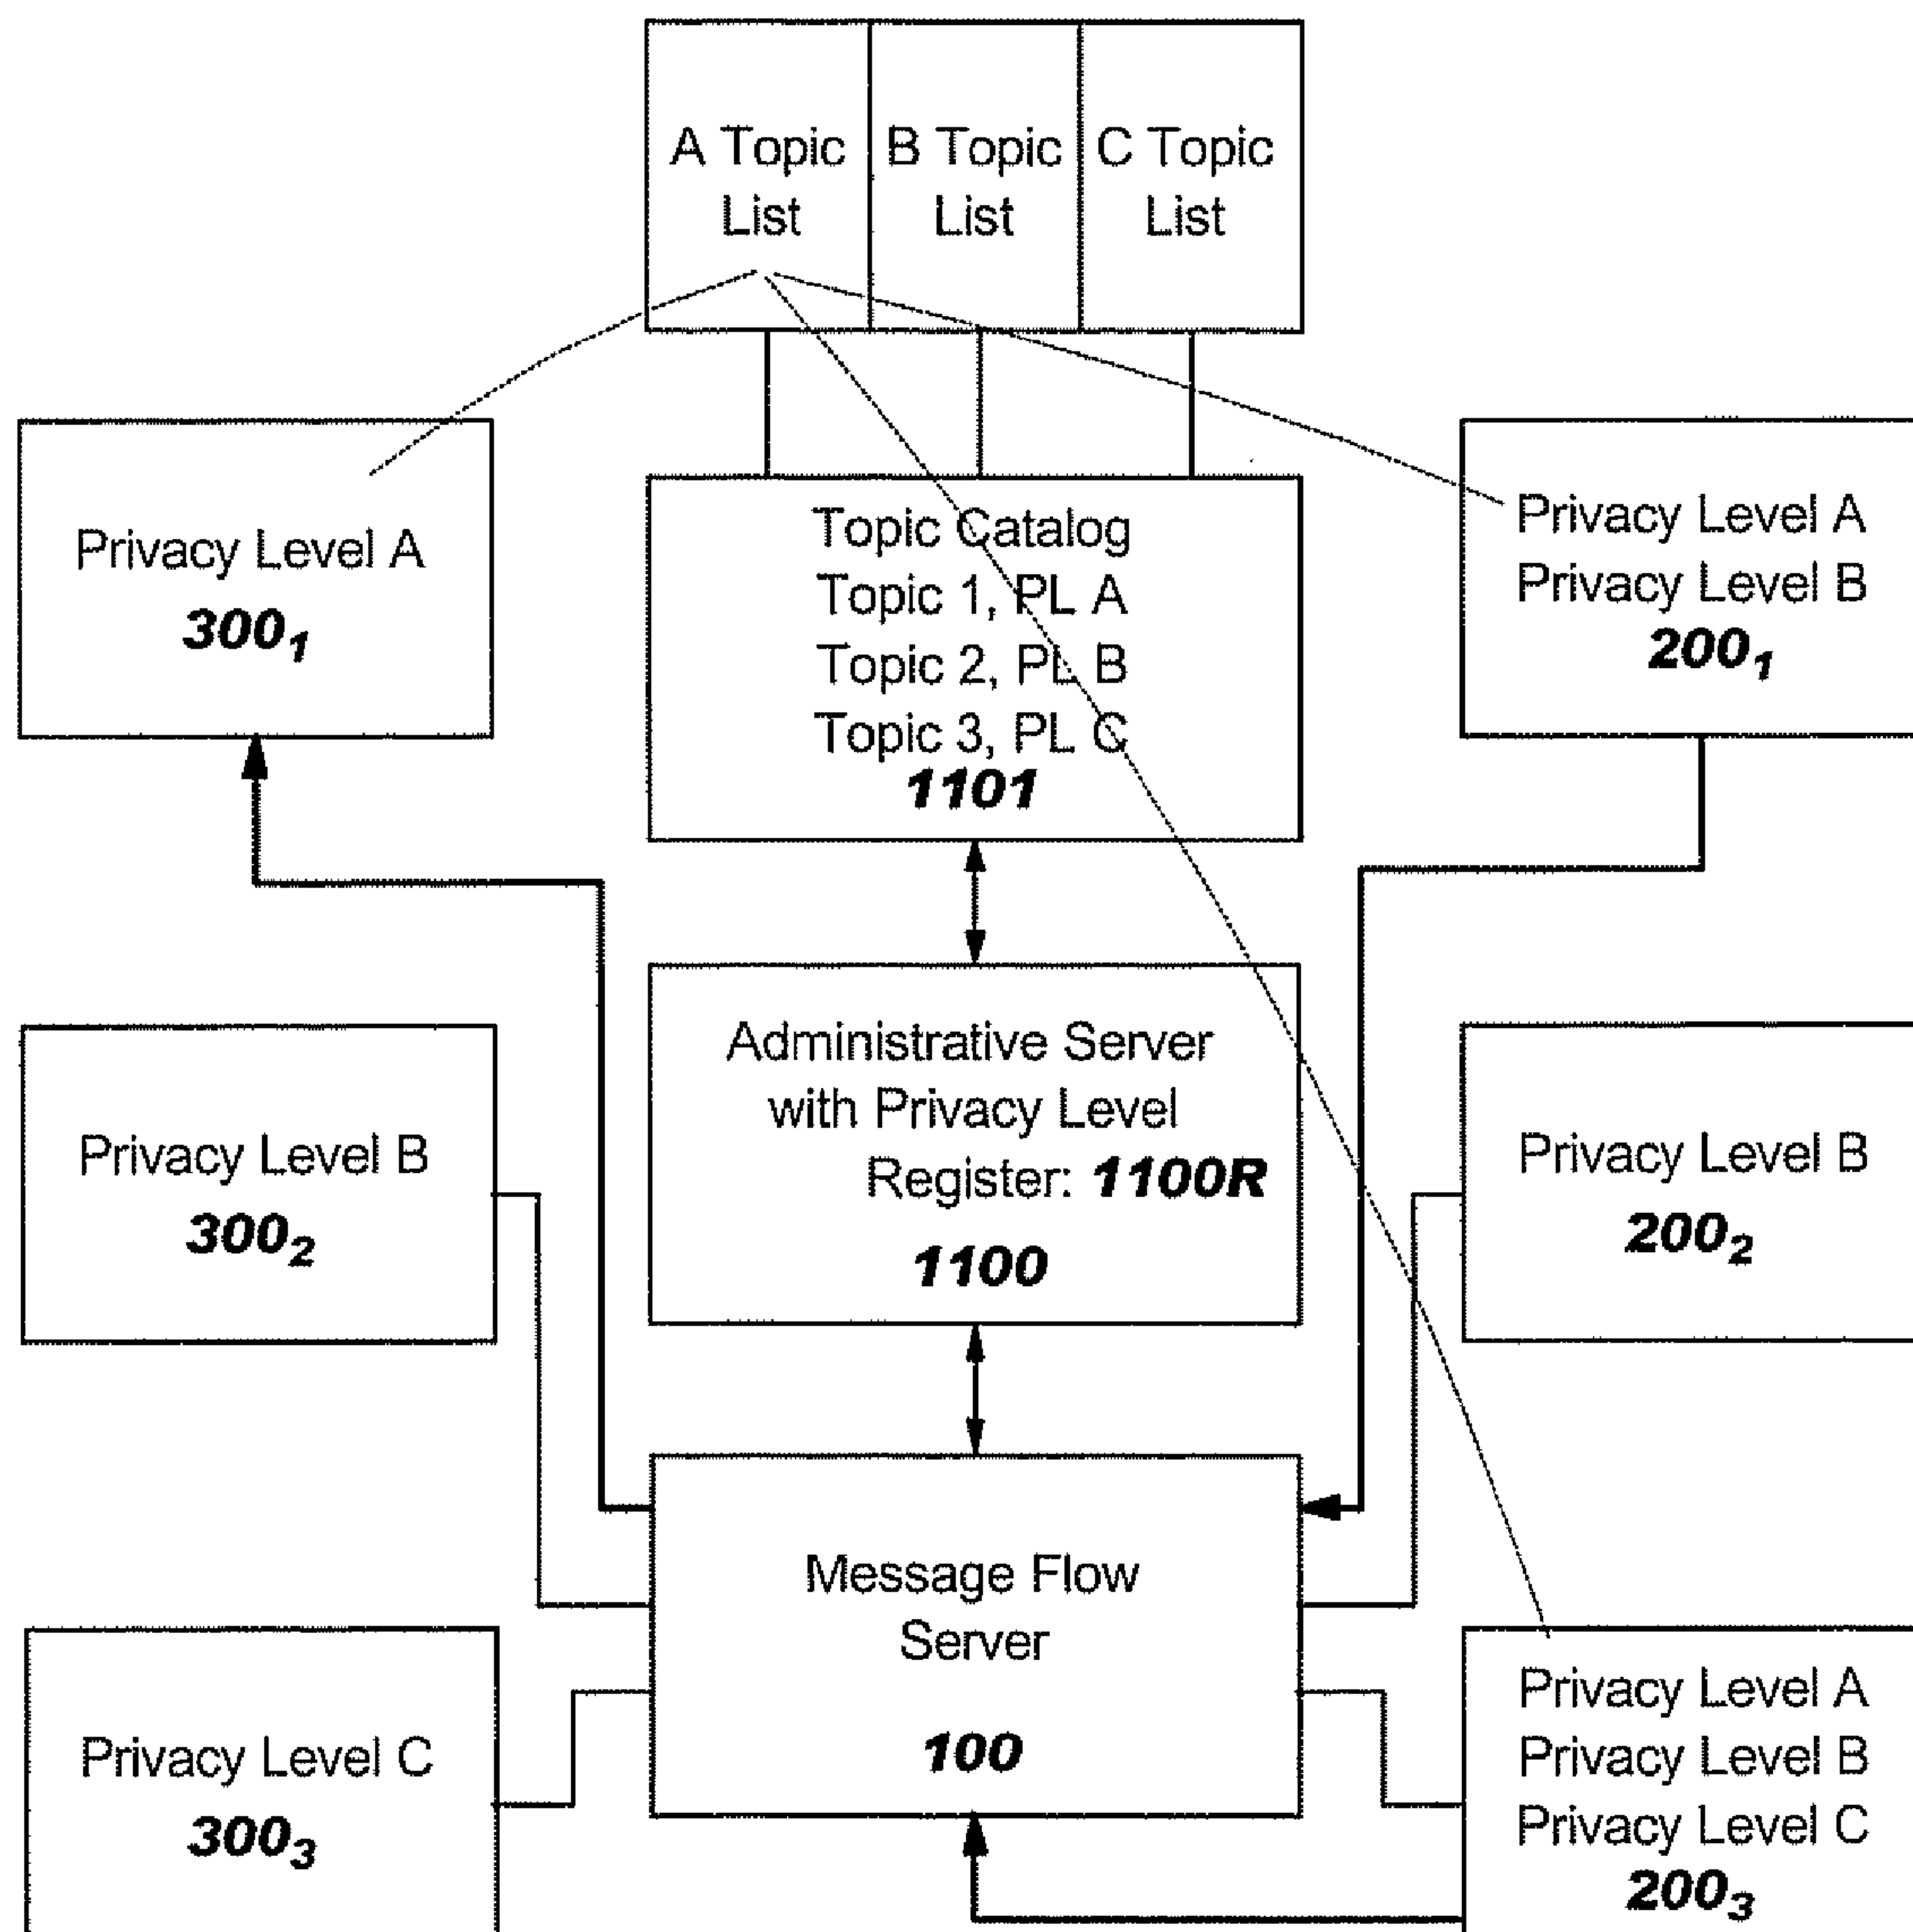 A Topic
List
B Topic
List
C Topic
List
Privacy Level A
300₁
Topic Catalog
Topic 1, PL A
Topic 2, PL B
Topic 3, PL C
1101
Privacy Level A
Privacy Level B
200₁
Privacy Level B
300₂
Administrative Server
with Privacy Level
Register: 1100R
1100
Privacy Level B
200₂
Privacy Level C
300₃
Message Flow
Server
100
Privacy Level A
Privacy Level B
Privacy Level C
200₃